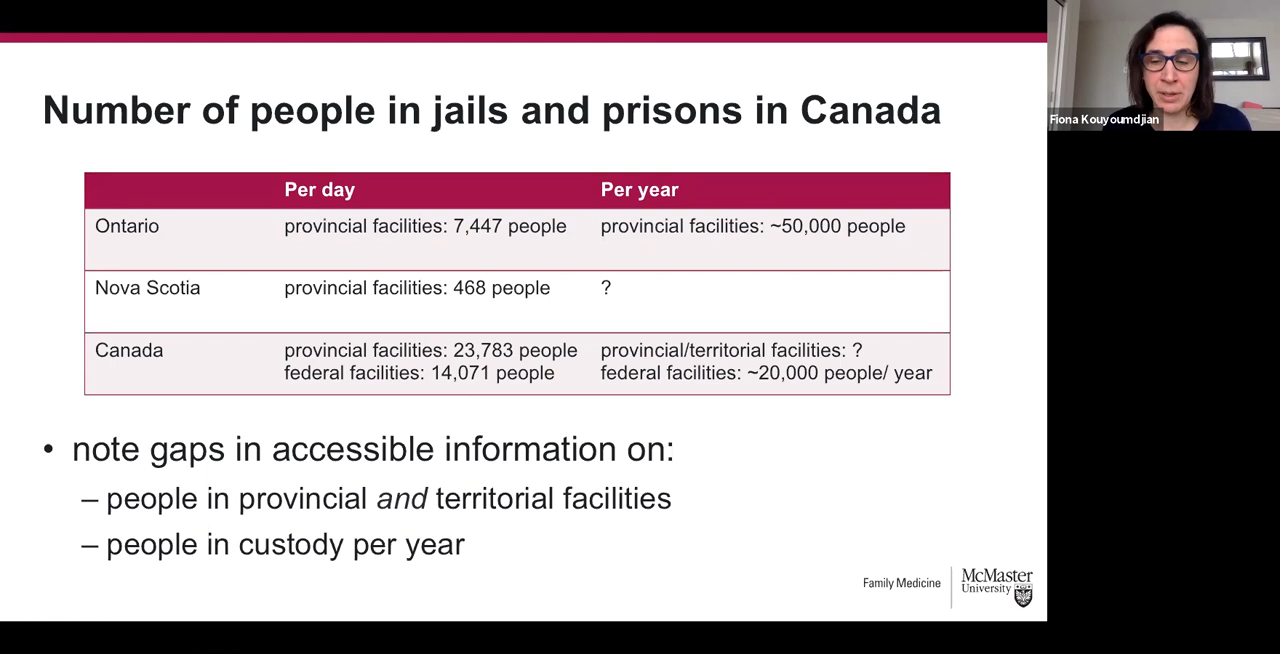 Number of people in jails and prisons in Canada
Per day Per year
Ontario provincial facilities: 7,447 people provincial facilities: ~50,000 people
Nova Scotia provincial facilities: 468 people ?
Canada provincial facilities: 23,783 people provincial/territorial facilities: ?
federal facilities: 14,071 people federal facilities: ~20,000 people/ year
• note gaps in accessible information on:
– people in provincial and territorial facilities
– people in custody per year
Family Medicine
McMaster
University
Fiona Kouyoumdjian